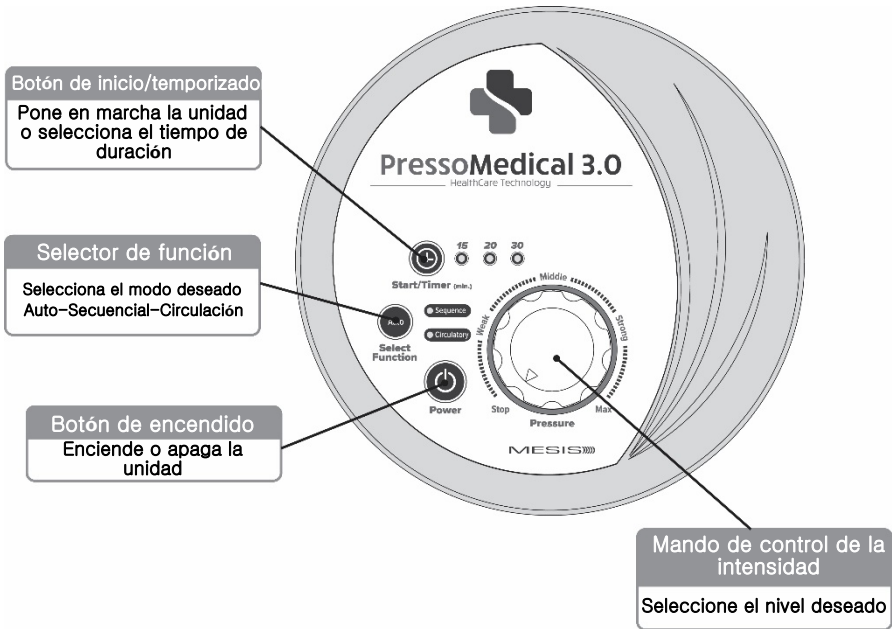 Botón de inicio/temporizado
Pone en marcha la unidad
o selecciona el tiempo de
duración
PressoMedical 3.0
HealthCare Technology
Selector de función
Selecciona el modo deseado
Auto-Secuencial-Circulación
15 20 30
Start/Timer (min.)
Auto
Sequence
Circulatory
Select
Function
Power
Weak
Middle
Strong
Stop
Max
Pressure
MESIS
Botón de encendido
Enciende o apaga la
unidad
Mando de control de la
intensidad
Seleccione el nivel deseado